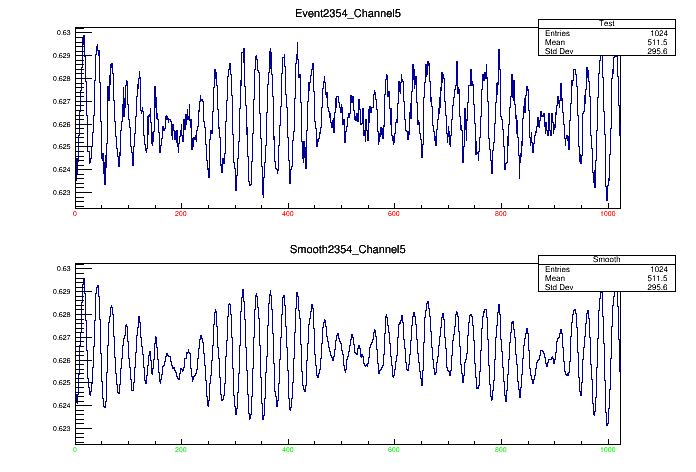 Event2354_Channel5
Test
Entries 1024
Mean 511.5
Std Dev 295.6
0.63
0.629
0.628
0.627
0.626
0.625
0.624
0.623
0 200 400 600 800 1000
Smooth2354_Channel5
Smooth
Entries 1024
Mean 511.5
Std Dev 295.6
0.63
0.629
0.628
0.627
0.626
0.625
0.624
0.623
0 200 400 600 800 1000